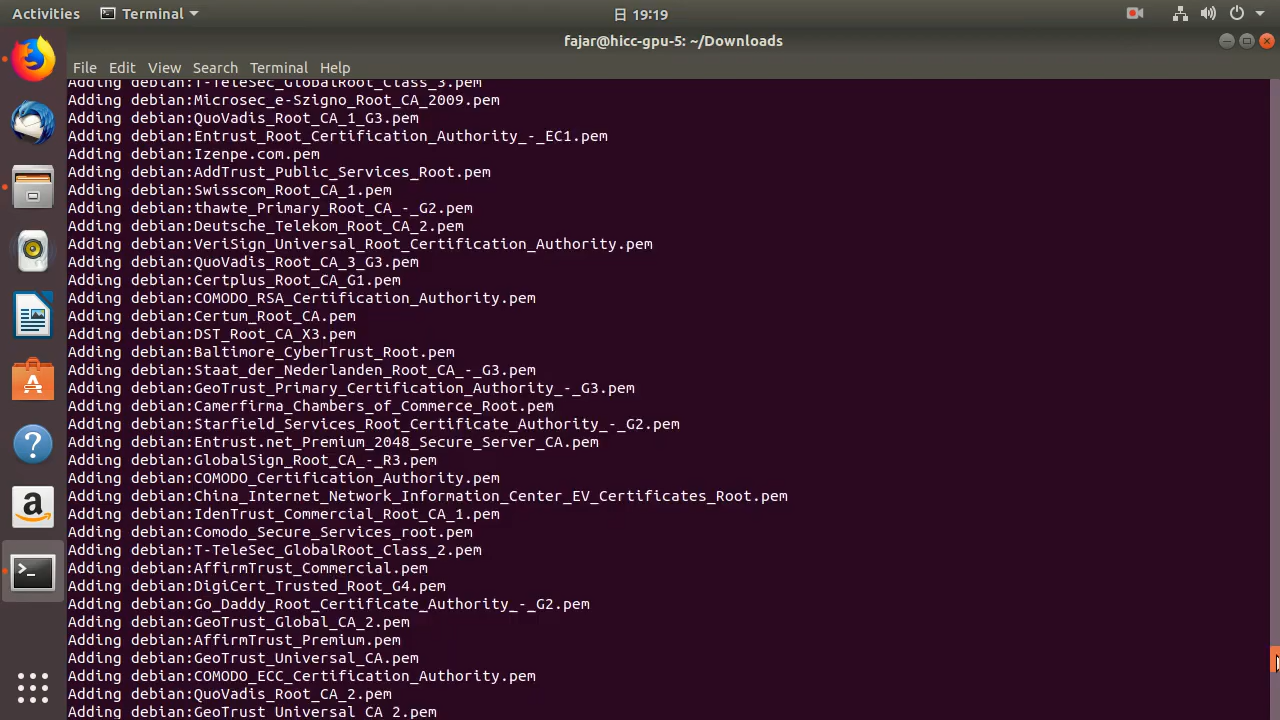 Activities Terminal 日 19:19
fajar@hicc-gpu-5: ~/Downloads
File Edit View Search Terminal Help
Adding debian:T-TeleSec_GlobalRoot_Class_3.pem
Adding debian:Microsec_e-Szigno_Root_CA_2009.pem
Adding debian:QuoVadis_Root_CA_1_G3.pem
Adding debian:Entrust_Root_Certification_Authority_-_EC1.pem
Adding debian:Izenpe.com.pem
Adding debian:AddTrust_Public_Services_Root.pem
Adding debian:Swisscom_Root_CA_1.pem
Adding debian:thawte_Primary_Root_CA_-_G2.pem
Adding debian:Deutsche_Telekom_Root_CA_2.pem
Adding debian:VeriSign_Universal_Root_Certification_Authority.pem
Adding debian:QuoVadis_Root_CA_3_G3.pem
Adding debian:Certplus_Root_CA_G1.pem
Adding debian:COMODO_RSA_Certification_Authority.pem
Adding debian:Certum_Root_CA.pem
Adding debian:DST_Root_CA_X3.pem
Adding debian:Baltimore_CyberTrust_Root.pem
Adding debian:Staat_der_Nederlanden_Root_CA_-_G3.pem
Adding debian:GeoTrust_Primary_Certification_Authority_-_G3.pem
Adding debian:Camerfirma_Chambers_of_Commerce_Root.pem
Adding debian:Starfield_Services_Root_Certificate_Authority_-_G2.pem
Adding debian:Entrust.net_Premium_2048_Secure_Server_CA.pem
Adding debian:GlobalSign_Root_CA_-_R3.pem
Adding debian:COMODO_Certification_Authority.pem
Adding debian:China_Internet_Network_Information_Center_EV_Certificates_Root.pem
Adding debian:IdenTrust_Commercial_Root_CA_1.pem
Adding debian:Comodo_Secure_Services_root.pem
Adding debian:T-TeleSec_GlobalRoot_Class_2.pem
Adding debian:AffirmTrust_Commercial.pem
Adding debian:DigiCert_Trusted_Root_G4.pem
Adding debian:Go_Daddy_Root_Certificate_Authority_-_G2.pem
Adding debian:GeoTrust_Global_CA_2.pem
Adding debian:AffirmTrust_Premium.pem
Adding debian:GeoTrust_Universal_CA.pem
Adding debian:COMODO_ECC_Certification_Authority.pem
Adding debian:QuoVadis_Root_CA_2.pem
Adding debian:GeoTrust_Universal_CA_2.pem